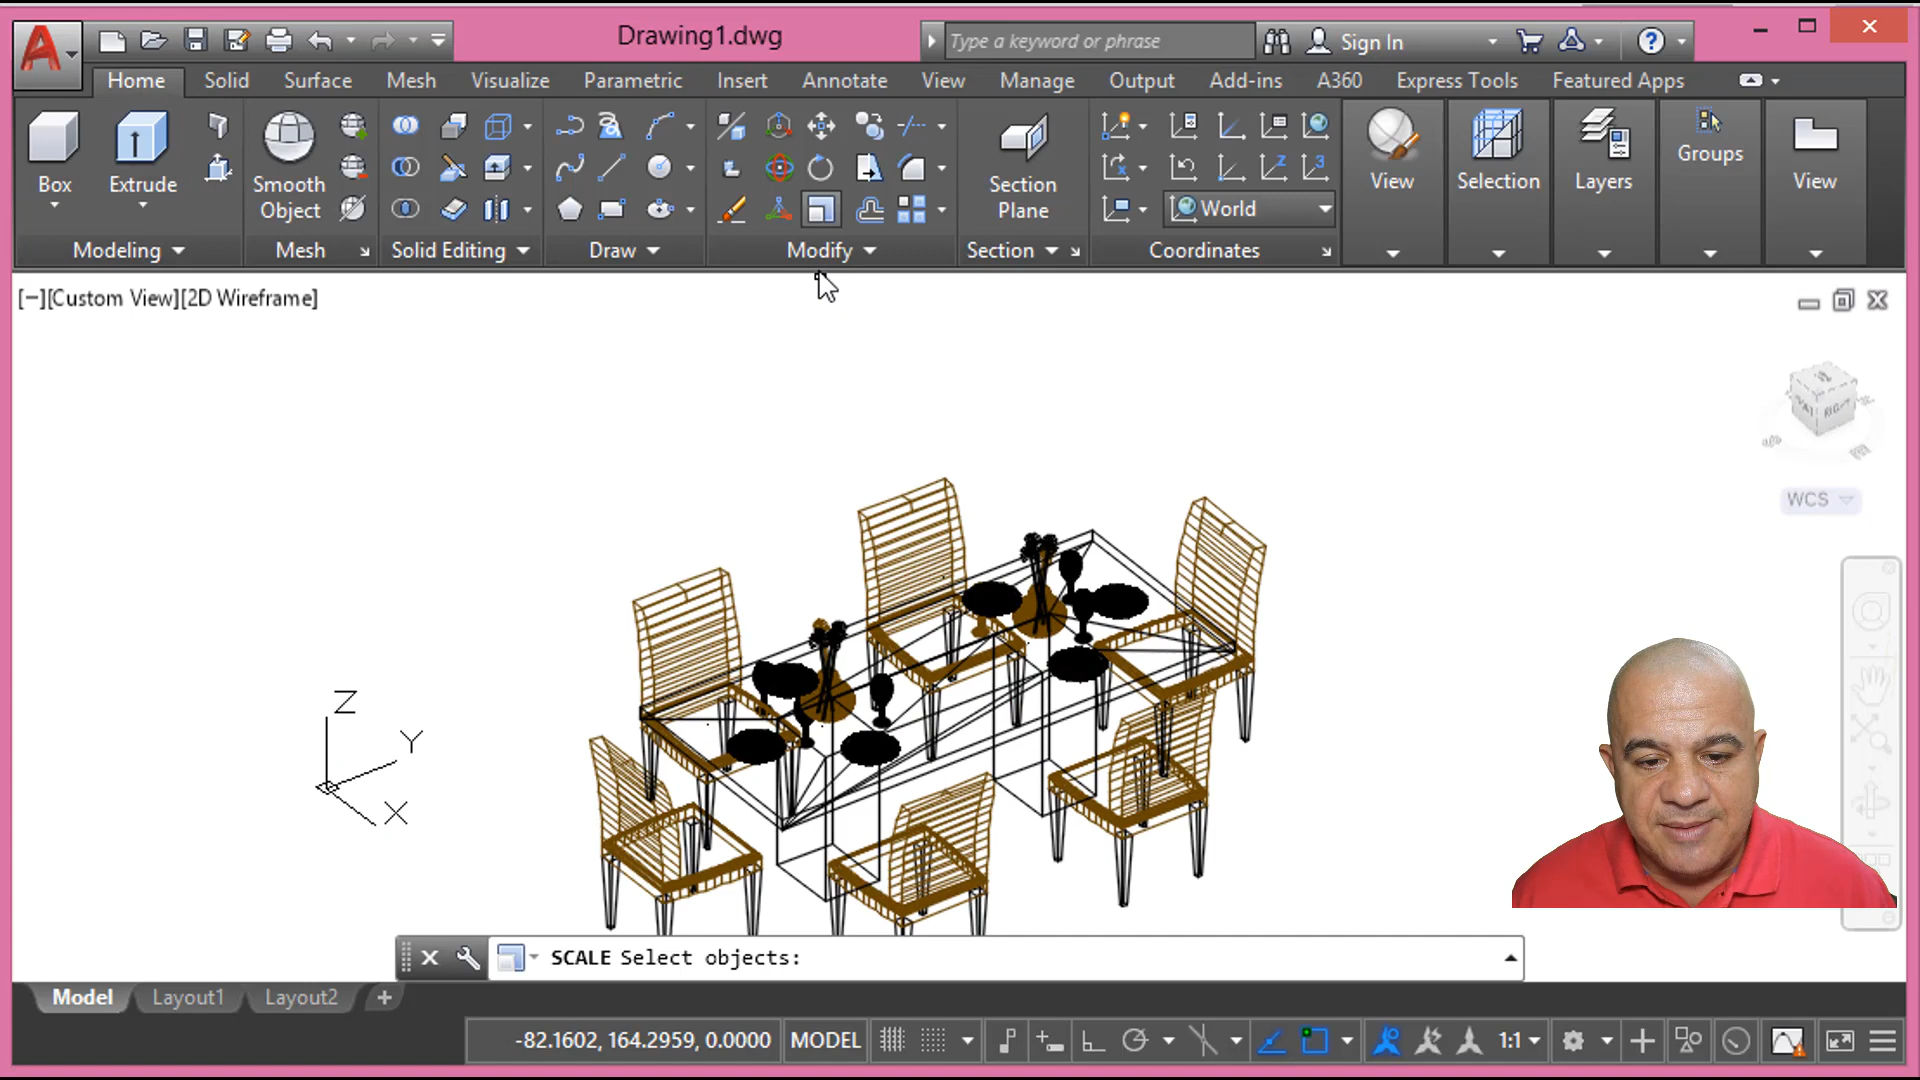 Drawing1.dwg
Type a keyword or phrase
Sign In
Home Solid Surface Mesh Visualize Parametric Insert Annotate View Manage Output Add-ins A360 Express Tools Featured Apps
Box
Extrude
Smooth
Object
Section
Plane
World
View
Selection
Layers
Groups
View
Modeling
Mesh
Solid Editing
Draw
Modify
Section
Coordinates
[−][Custom View][2D Wireframe]
WCS
Z
Y
X
SCALE Select objects:
Model Layout1 Layout2 +
-82.1602, 164.2959, 0.0000 MODEL 1:1